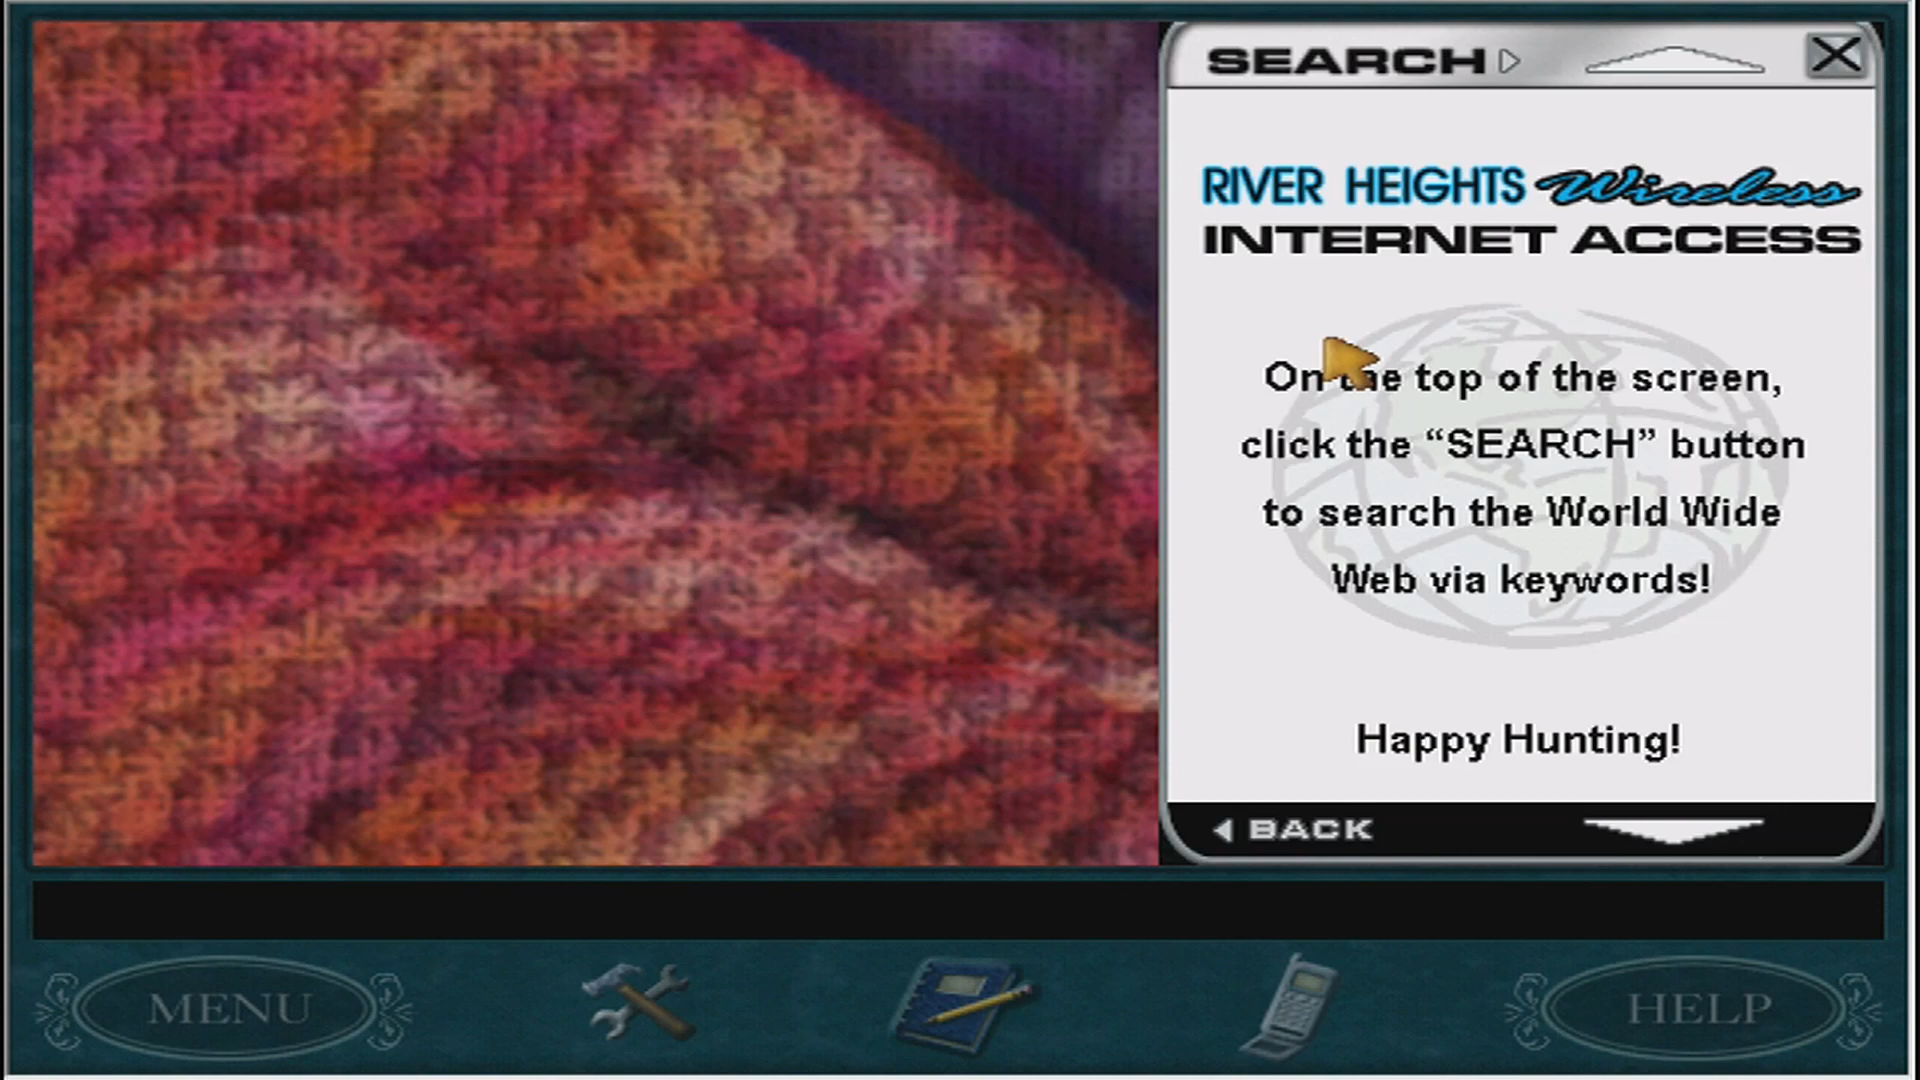 SEARCH
RIVER HEIGHTS Wireless
INTERNET ACCESS
On the top of the screen,
click the “SEARCH” button
to search the World Wide
Web via keywords!
Happy Hunting!
BACK
MENU
HELP